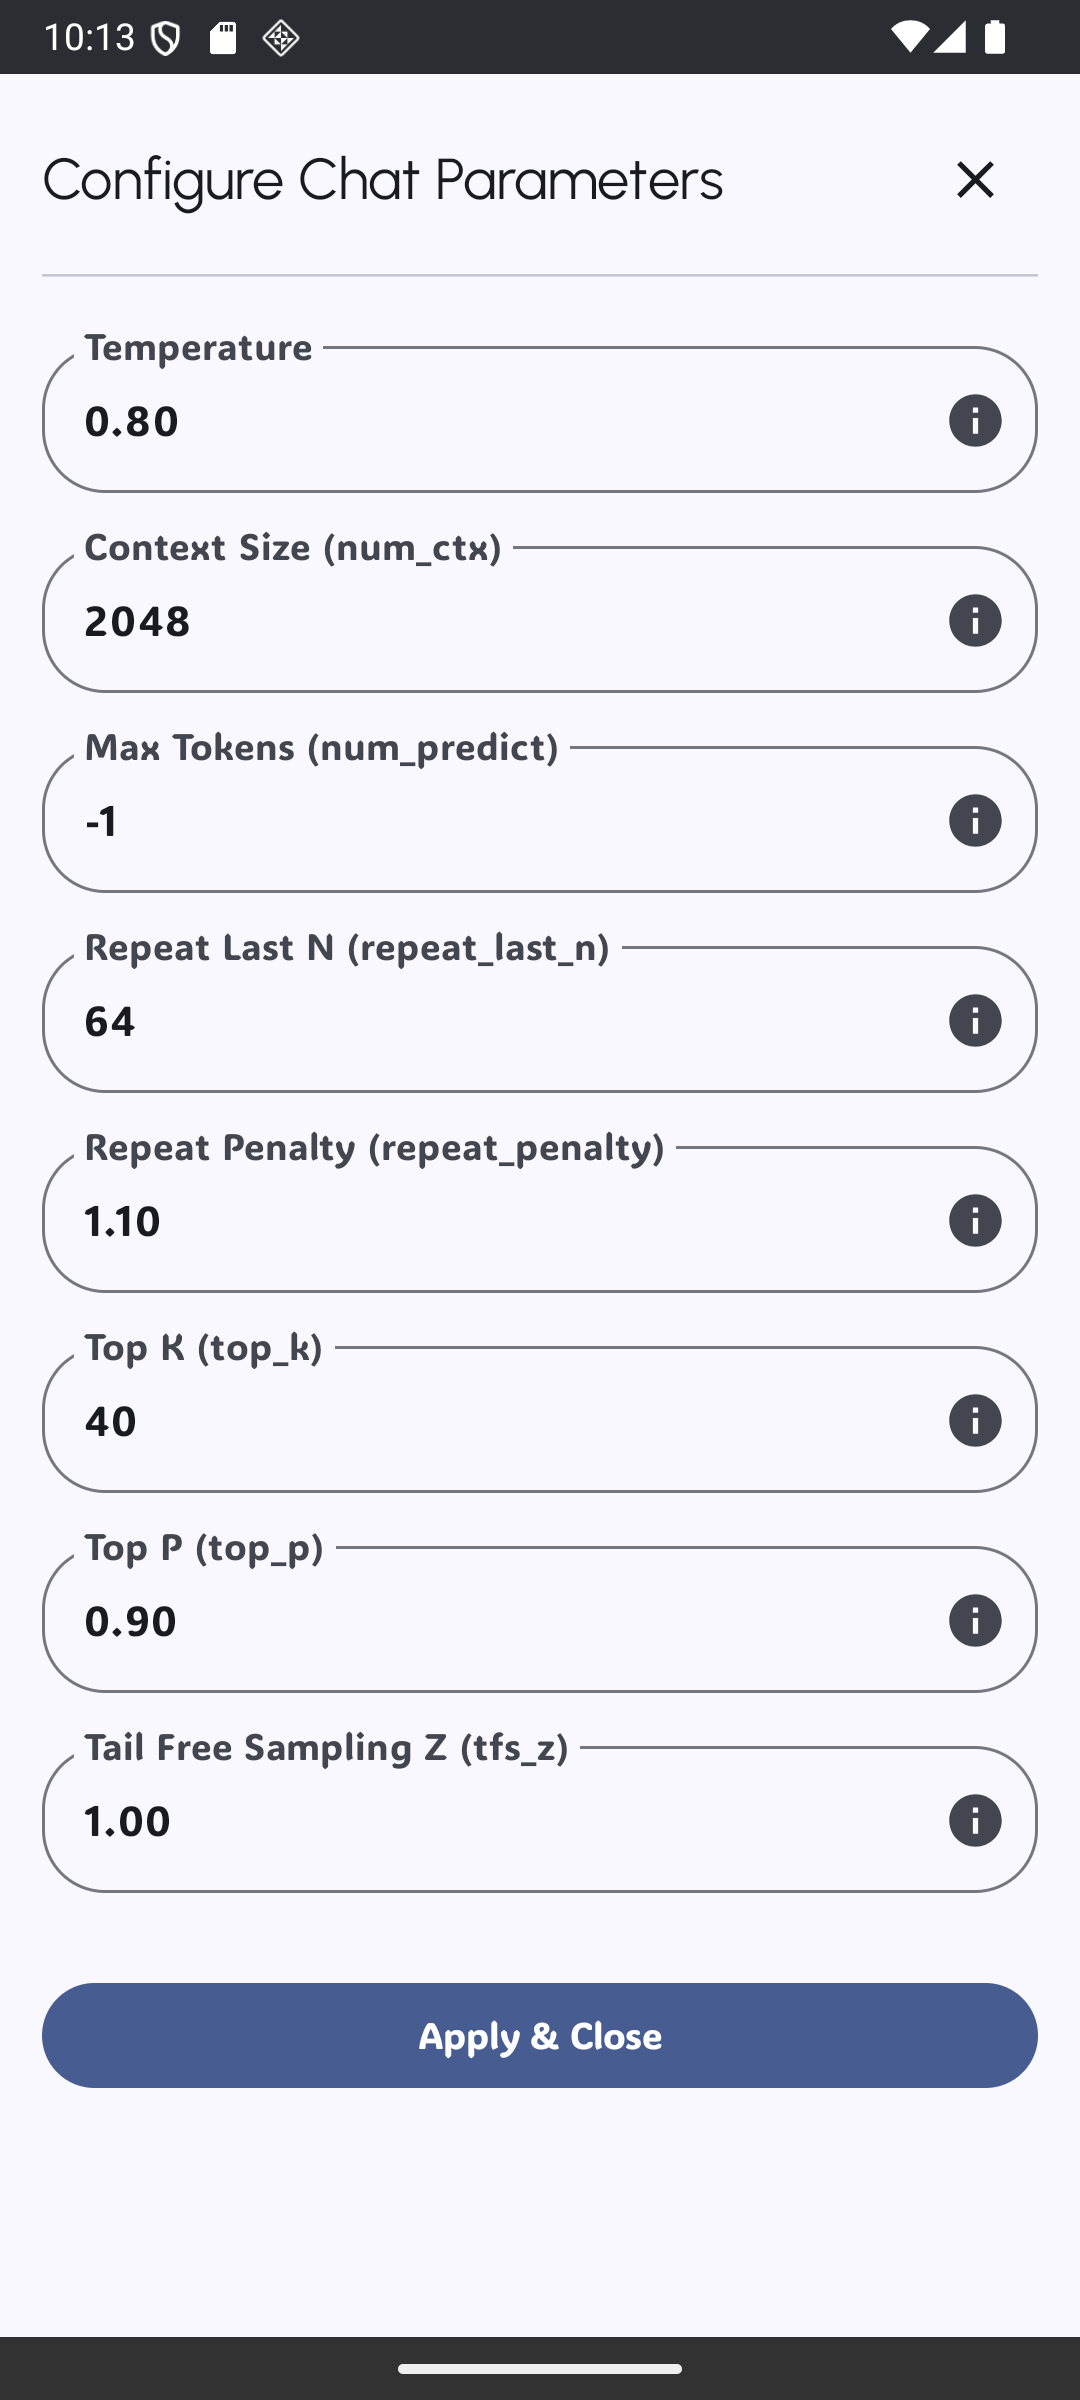 10:13
Configure Chat Parameters
Temperature
0.80
Context Size (num_ctx)
2048
Max Tokens (num_predict)
-1
Repeat Last N (repeat_last_n)
64
Repeat Penalty (repeat_penalty)
1.10
Top K (top_k)
40
Top P (top_p)
0.90
Tail Free Sampling Z (tfs_z)
1.00
Apply & Close